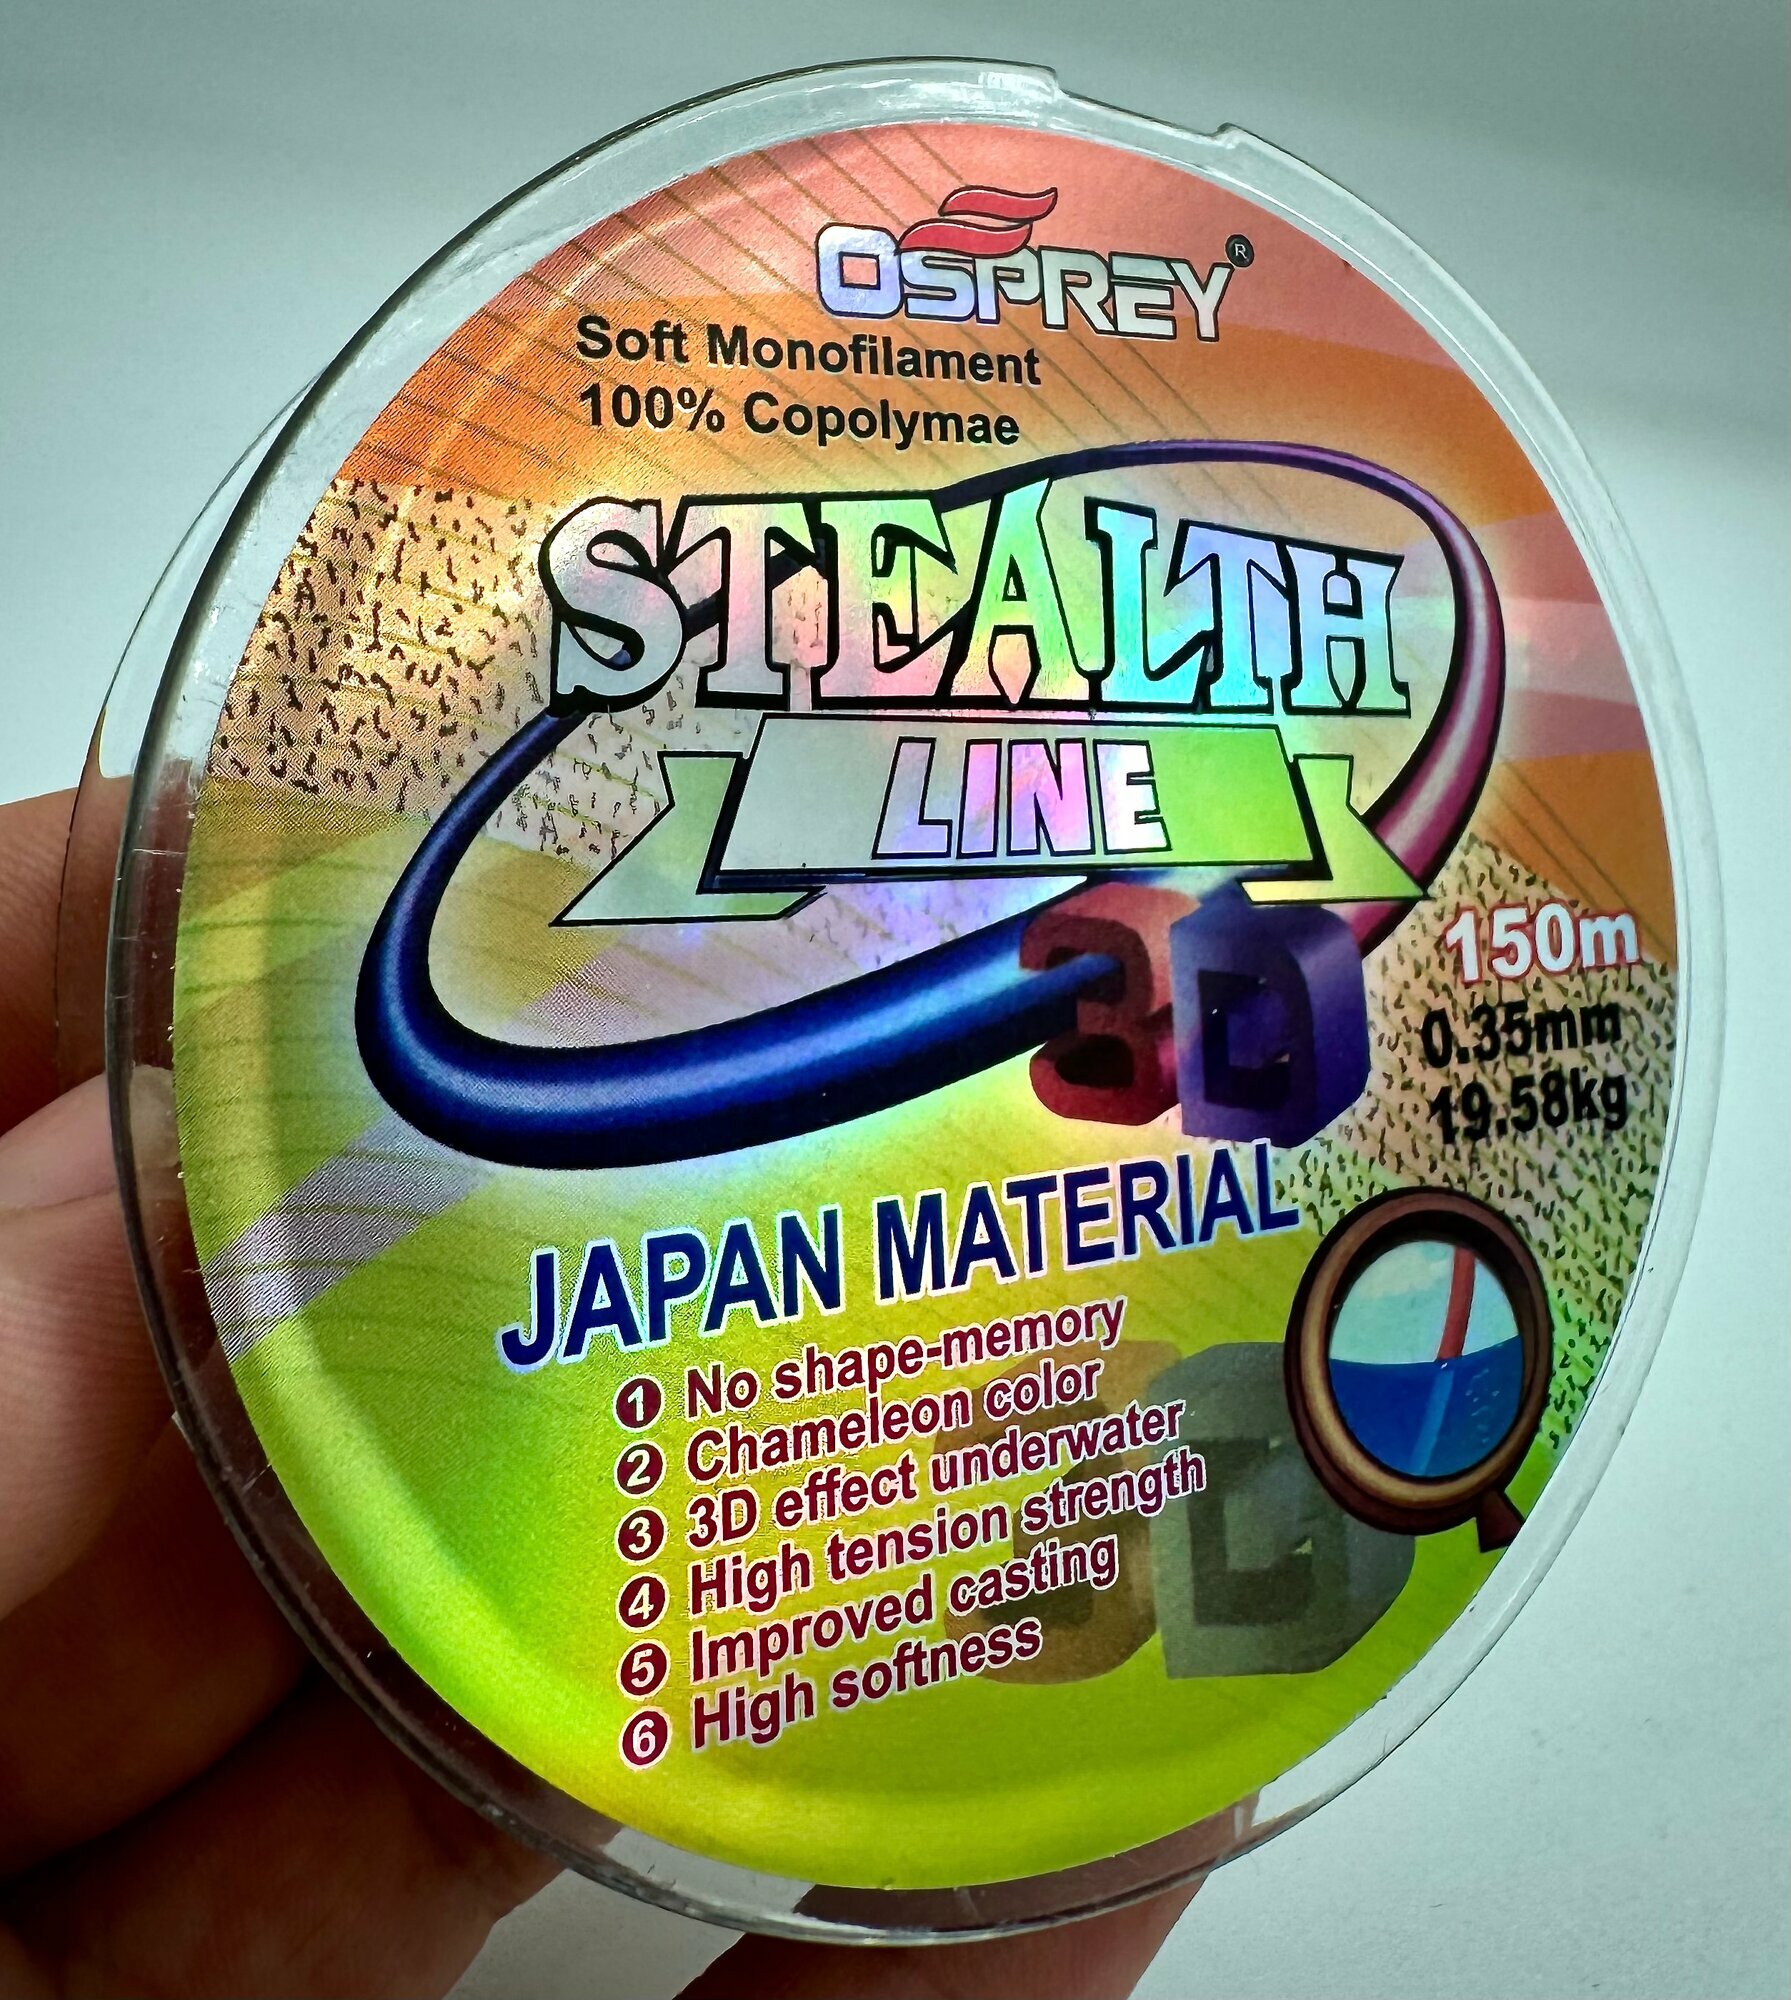 OSPREY®
Soft Monofilament
100% Copolymae
STEALTH
LINE
3D
150m
0.35mm
19.58kg
JAPAN MATERIAL
1 No shape-memory
2 Chameleon color
3 3D effect underwater
4 High tension strength
5 Improved casting
6 High softness
3D